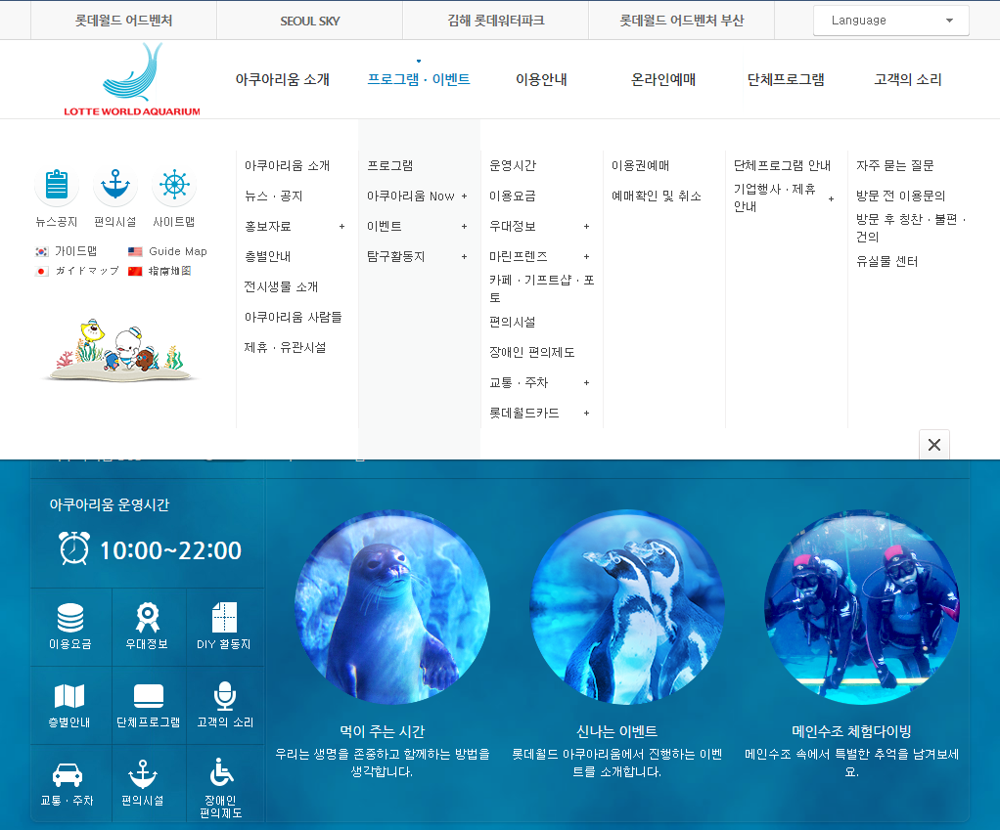 롯데월드 어드벤처
SEOUL SKY
김해 롯데워터파크
롯데월드 어드벤처 부산
Language
LOTTE WORLD AQUARIUM
아쿠아리움 소개
프로그램 · 이벤트
이용안내
온라인예매
단체프로그램
고객의 소리
뉴스공지
편의시설
사이트맵
가이드맵
Guide Map
ガイドマップ
指南地图
아쿠아리움 소개
뉴스 · 공지
홍보자료 +
층별안내
전시생물 소개
아쿠아리움 사람들
제휴 · 유관시설
프로그램
아쿠아리움 Now +
이벤트 +
탐구활동지 +
운영시간
이용요금
우대정보 +
마린프렌즈 +
카페 · 기프트샵 · 포
토
편의시설
장애인 편의제도
교통 · 주차 +
롯데월드카드 +
이용권예매
예매확인 및 취소
단체프로그램 안내
기업행사 · 제휴 +
안내
자주 묻는 질문
방문 전 이용문의
방문 후 칭찬 · 불편 ·
건의
유실물 센터
아쿠아리움 운영시간
10:00~22:00
이용요금
우대정보
DIY 활동지
층별안내
단체프로그램
고객의 소리
교통 · 주차
편의시설
장애인
편의제도
먹이 주는 시간
우리는 생명을 존중하고 함께하는 방법을
생각합니다.
신나는 이벤트
롯데월드 아쿠아리움에서 진행하는 이벤
트를 소개합니다.
메인수조 체험다이빙
메인수조 속에서 특별한 추억을 남겨보세
요.